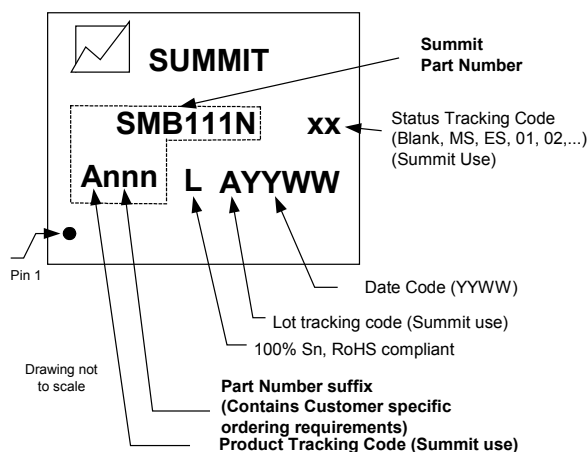 SUMMIT
Summit
Part Number
SMB111N
xx
Status Tracking Code
(Blank, MS, ES, 01, 02,...)
(Summit Use)
Annn
L
AYYWW
Pin 1
Date Code (YYWW)
Lot tracking code (Summit use)
100% Sn, RoHS compliant
Drawing not
to scale
Part Number suffix
(Contains Customer specific
ordering requirements)
Product Tracking Code (Summit use)